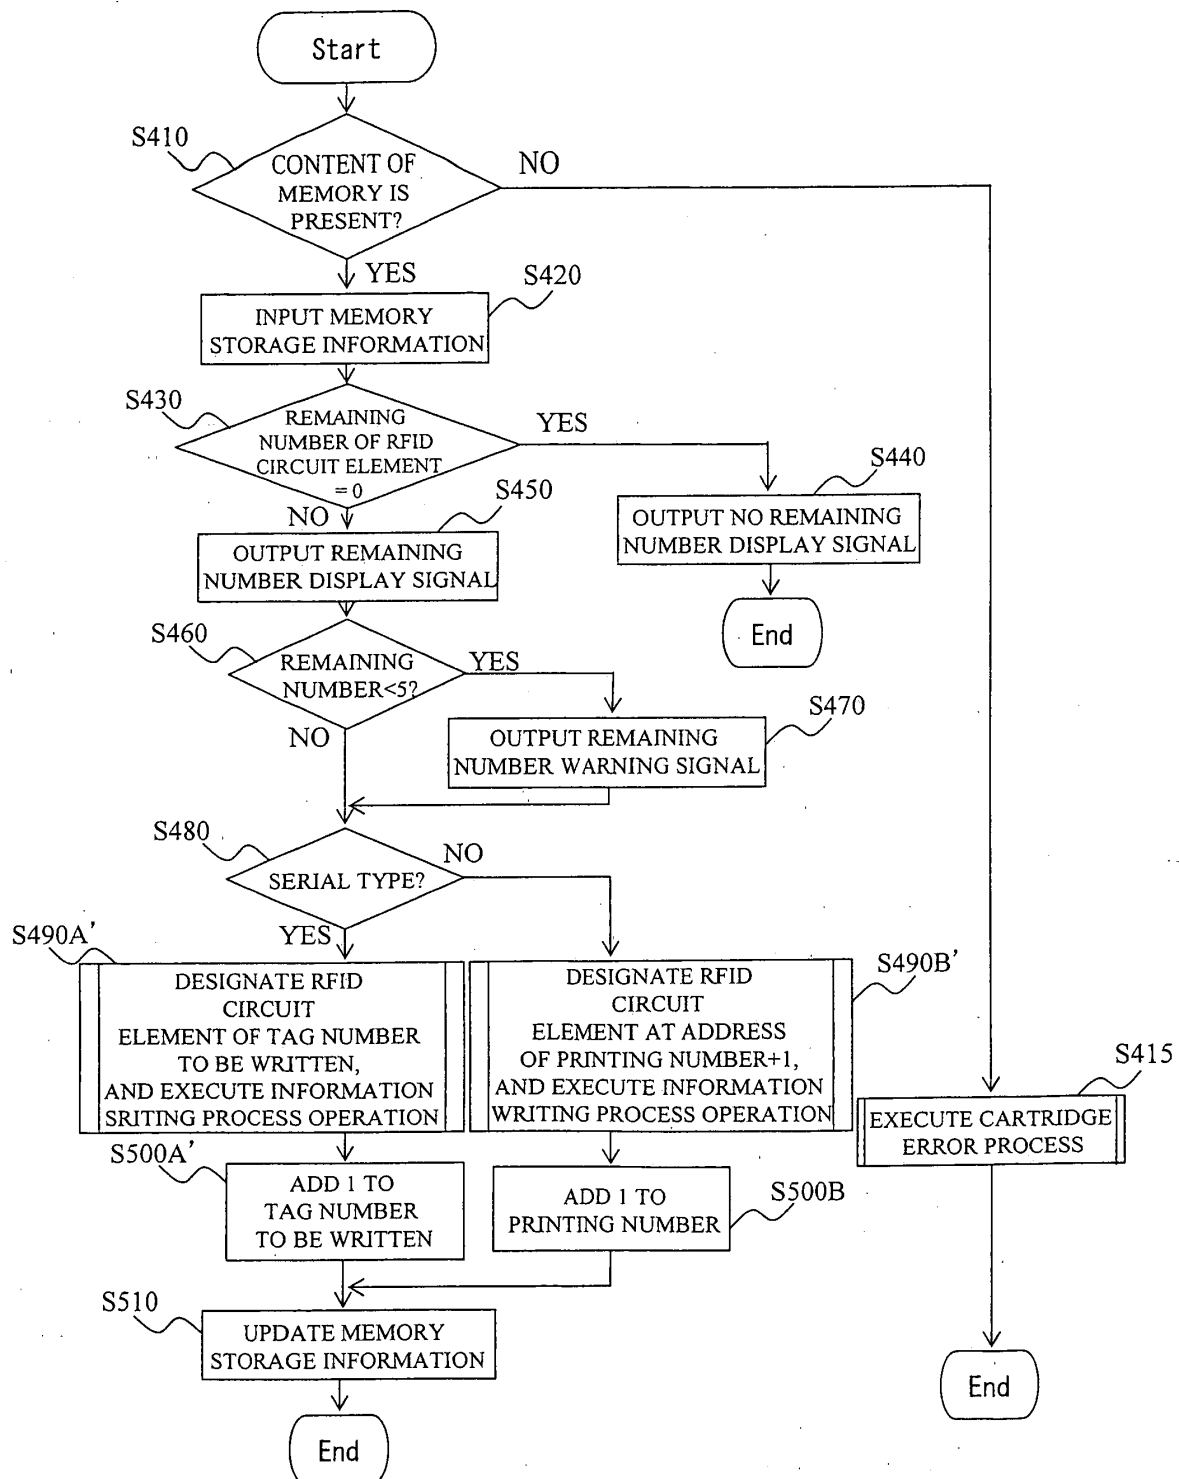 Start
S410
CONTENT OF
MEMORY IS
PRESENT?
NO
YES
S420
INPUT MEMORY
STORAGE INFORMATION
S430
REMAINING
NUMBER OF RFID
CIRCUIT ELEMENT
= 0
YES
NO
S440
OUTPUT NO REMAINING
NUMBER DISPLAY SIGNAL
End
S450
OUTPUT REMAINING
NUMBER DISPLAY SIGNAL
S460
REMAINING
NUMBER<5?
YES
NO
S470
OUTPUT REMAINING
NUMBER WARNING SIGNAL
S480
SERIAL TYPE?
NO
YES
S490A'
DESIGNATE RFID
CIRCUIT
ELEMENT OF TAG NUMBER
TO BE WRITTEN,
AND EXECUTE INFORMATION
SRITING PROCESS OPERATION
S490B'
DESIGNATE RFID
CIRCUIT
ELEMENT AT ADDRESS
OF PRINTING NUMBER+1,
AND EXECUTE INFORMATION
WRITING PROCESS OPERATION
S415
EXECUTE CARTRIDGE
ERROR PROCESS
S500A'
ADD 1 TO
TAG NUMBER
TO BE WRITTEN
S500B
ADD 1 TO
PRINTING NUMBER
S510
UPDATE MEMORY
STORAGE INFORMATION
End
End